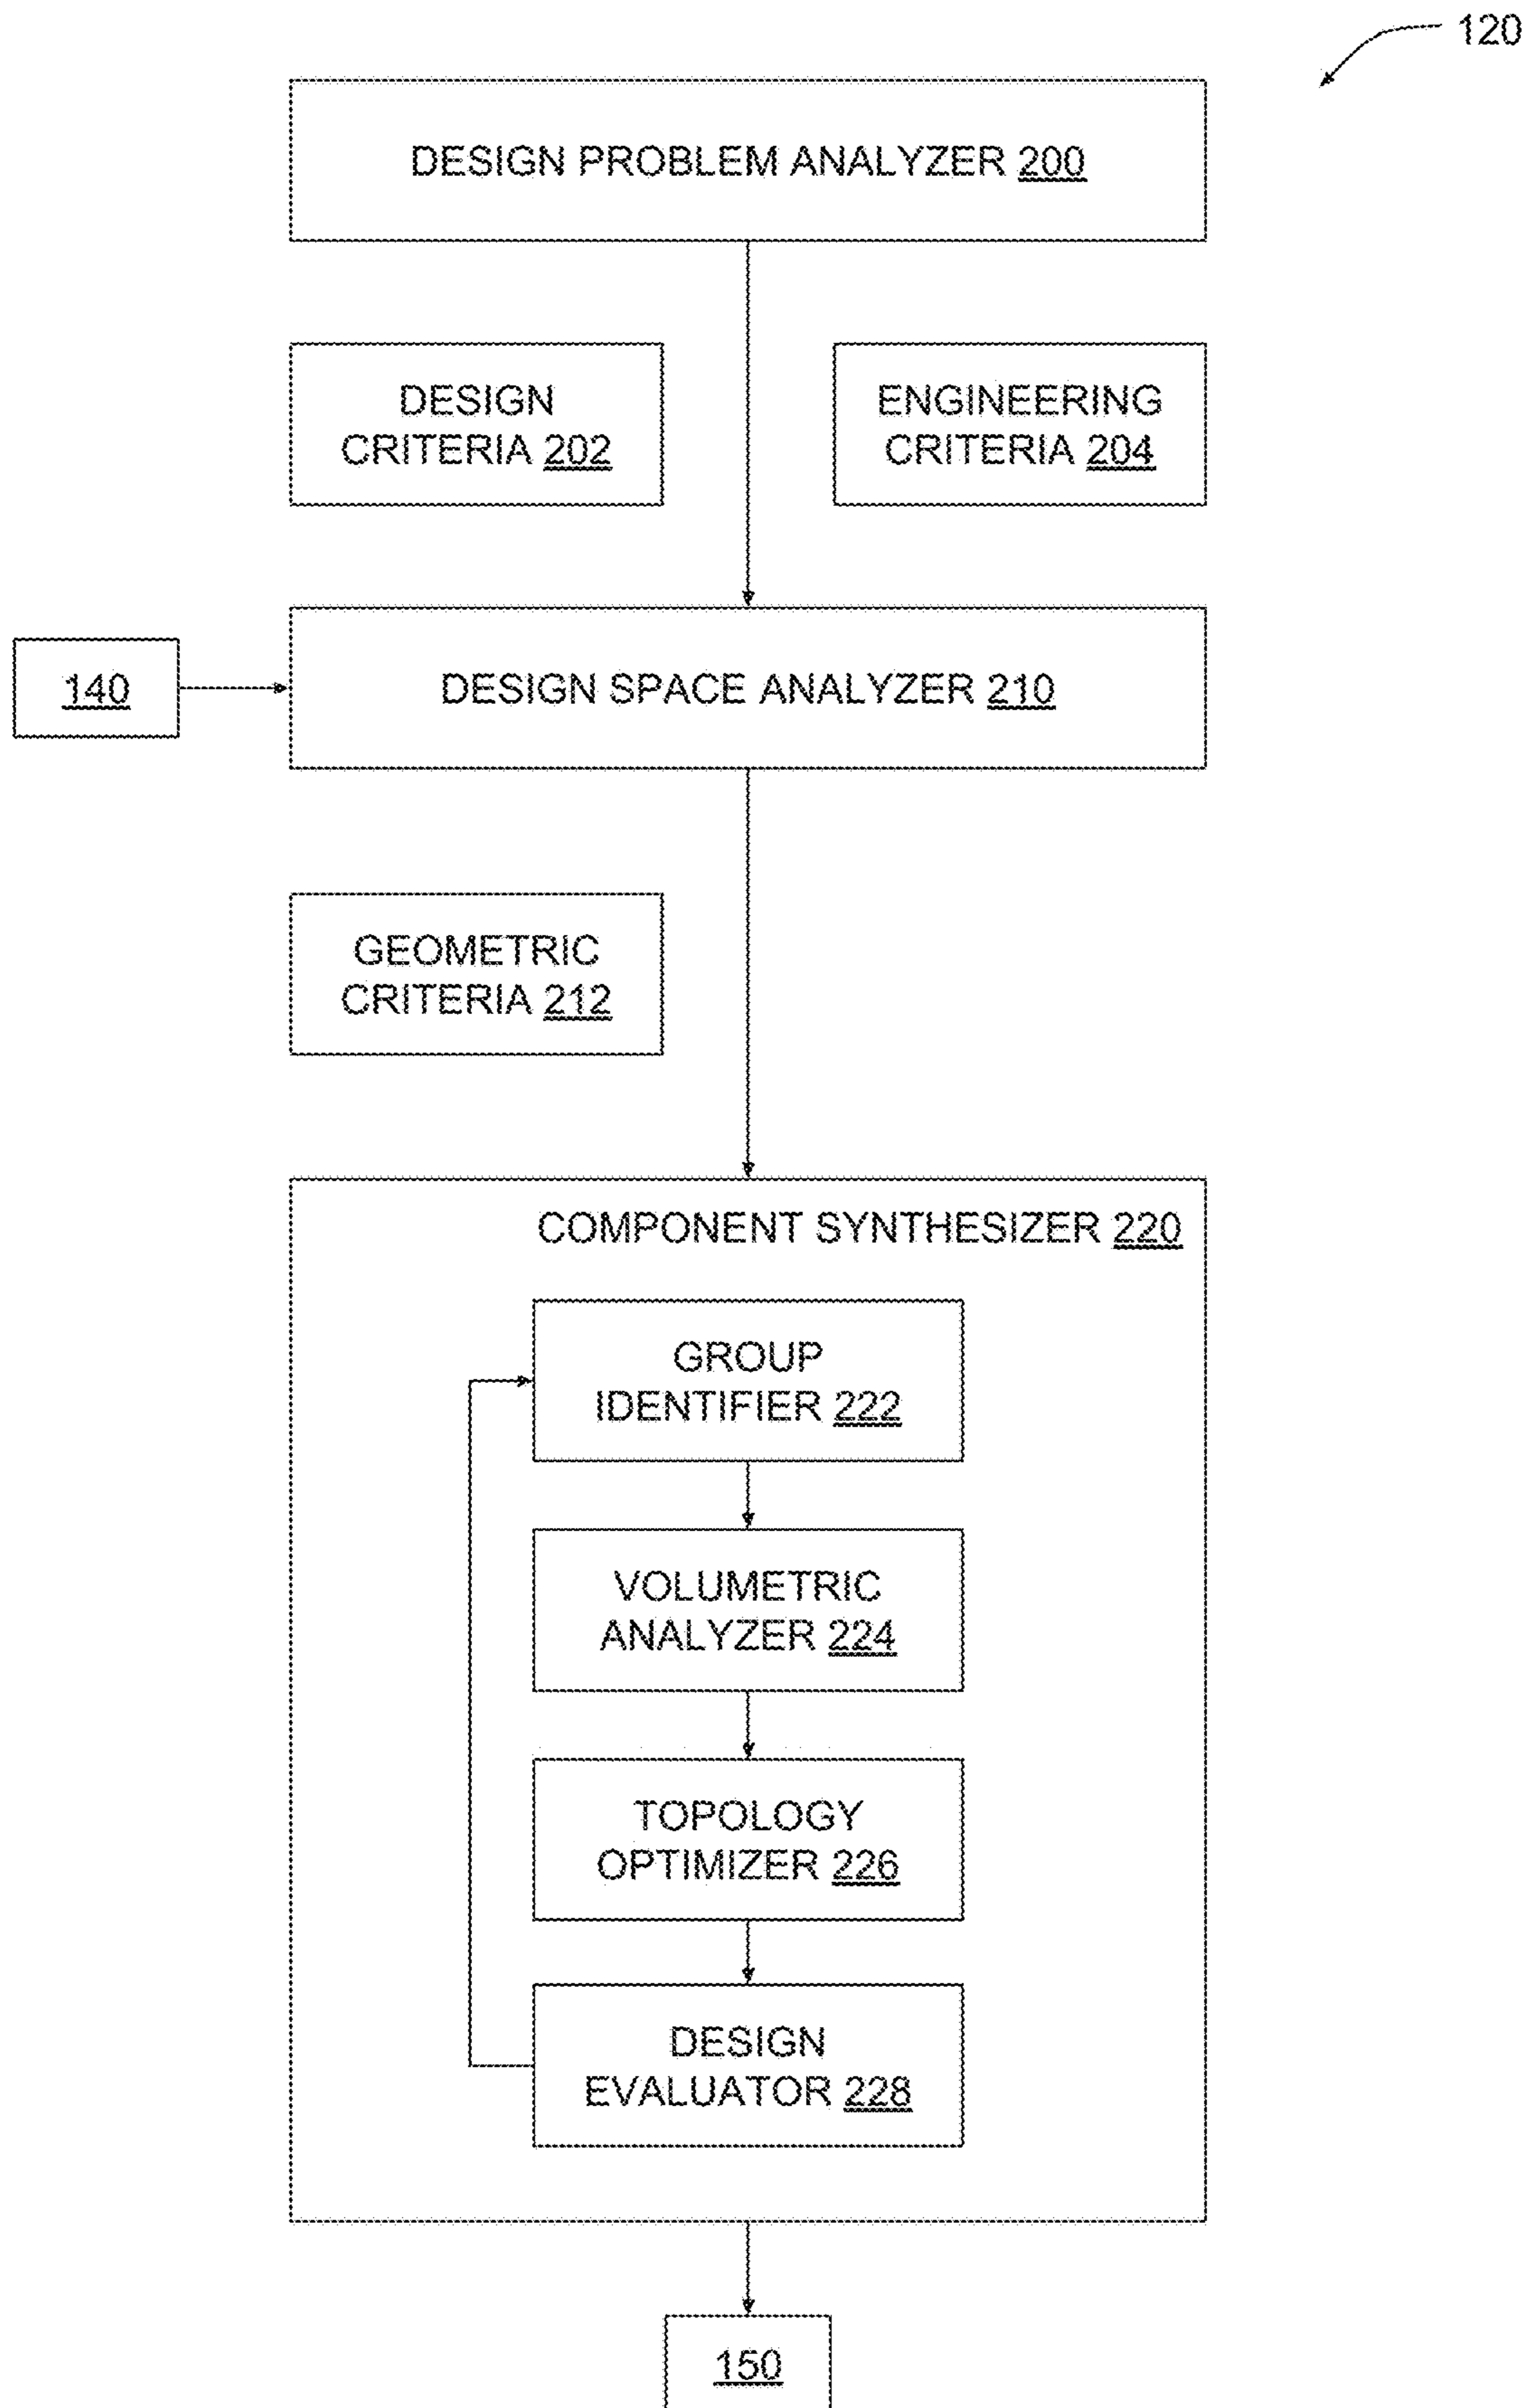 120
DESIGN PROBLEM ANALYZER 200
DESIGN
CRITERIA 202
ENGINEERING
CRITERIA 204
140
DESIGN SPACE ANALYZER 210
GEOMETRIC
CRITERIA 212
COMPONENT SYNTHESIZER 220
GROUP
IDENTIFIER 222
VOLUMETRIC
ANALYZER 224
TOPOLOGY
OPTIMIZER 226
DESIGN
EVALUATOR 228
150